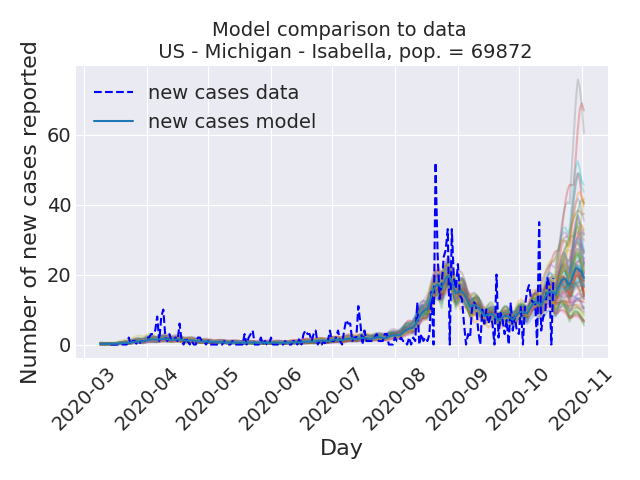 Model comparison to data
US - Michigan - Isabella, pop. = 69872
Number of new cases reported
new cases data
new cases model
60
40
20
0
2020-03
2020-04
2020-05
2020-06
2020-07
2020-08
2020-09
2020-10
2020-11
Day